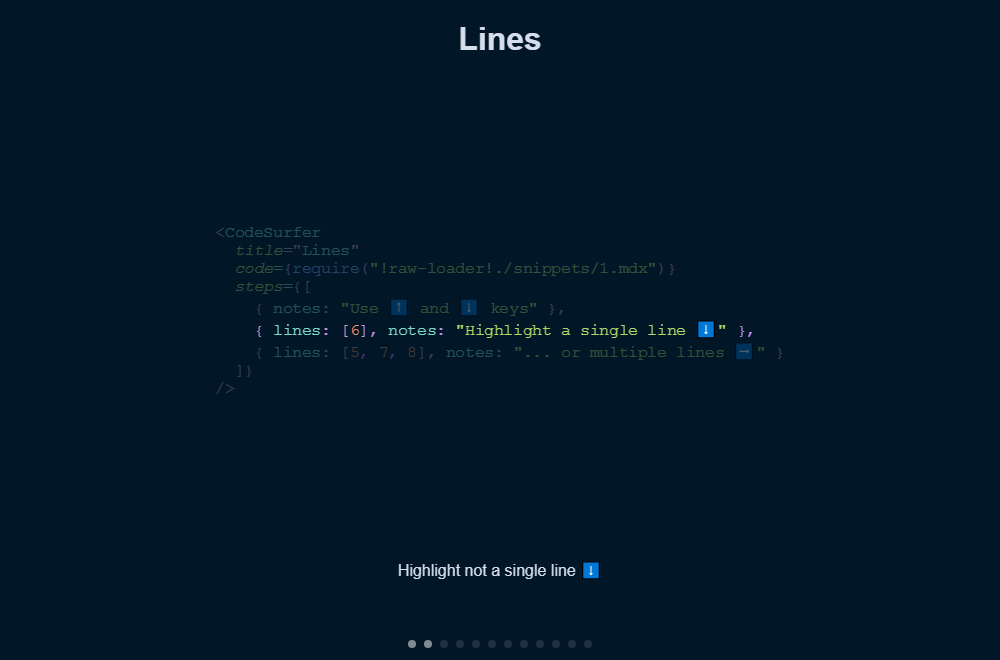 Lines
<CodeSurfer
title="Lines"
code={require("!raw-loader!./snippets/1.mdx")}
steps={[
{ notes: "Use ⬆️ and ⬇️ keys" },
{ lines: [6], notes: "Highlight a single line ⬇️" },
{ lines: [5, 7, 8], notes: "... or multiple lines ➡️" }
]}
/>
Highlight not a single line ⬇️